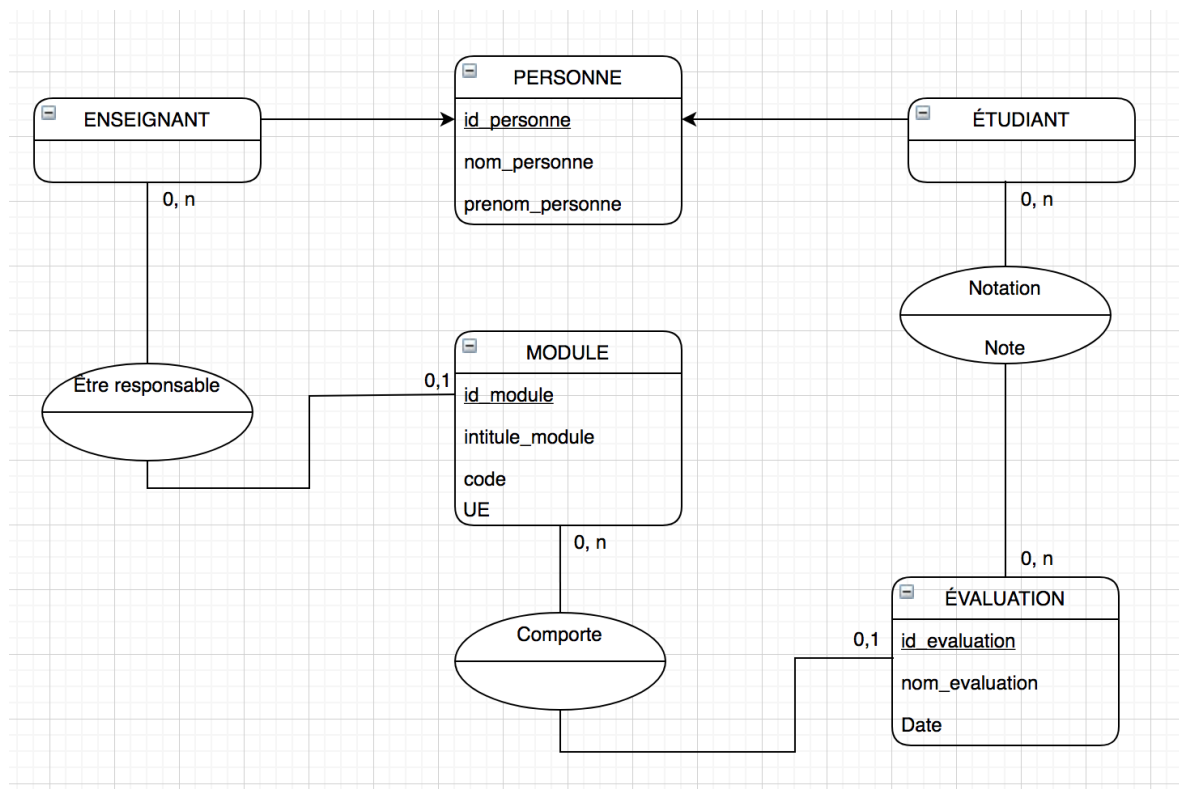 PERSONNE
id_personne
nom_personne
prenom_personne
ENSEIGNANT
0, n
ÉTUDIANT
0, n
Notation
Note
Être responsable
0,1
MODULE
id_module
intitule_module
code
UE
0, n
Comporte
0, n
ÉVALUATION
0,1
id_evaluation
nom_evaluation
Date